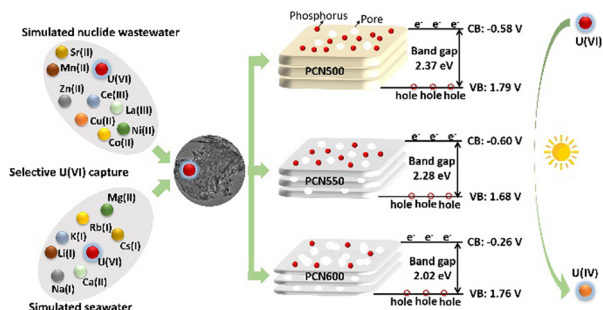 Simulated nuclide wastewater
Sr(II)
Mn(II)
U(VI)
Zn(II)
Ce(III)
La(III)
Cu(II)
Ni(II)
Co(II)
Selective U(VI) capture
Mg(II)
Rb(I)
K(I)
Cs(I)
Li(I)
U(VI)
Na(I)
Ca(II)
Simulated seawater
Phosphorus
Pore
PCN500
e⁻ e⁻ e⁻
CB: -0.58 V
Band gap
2.37 eV
VB: 1.79 V
hole hole hole
PCN550
e⁻ e⁻ e⁻
CB: -0.60 V
Band gap
2.28 eV
VB: 1.68 V
hole hole hole
PCN600
e⁻ e⁻ e⁻
CB: -0.26 V
Band gap
2.02 eV
VB: 1.76 V
hole hole hole
U(VI)
U(IV)